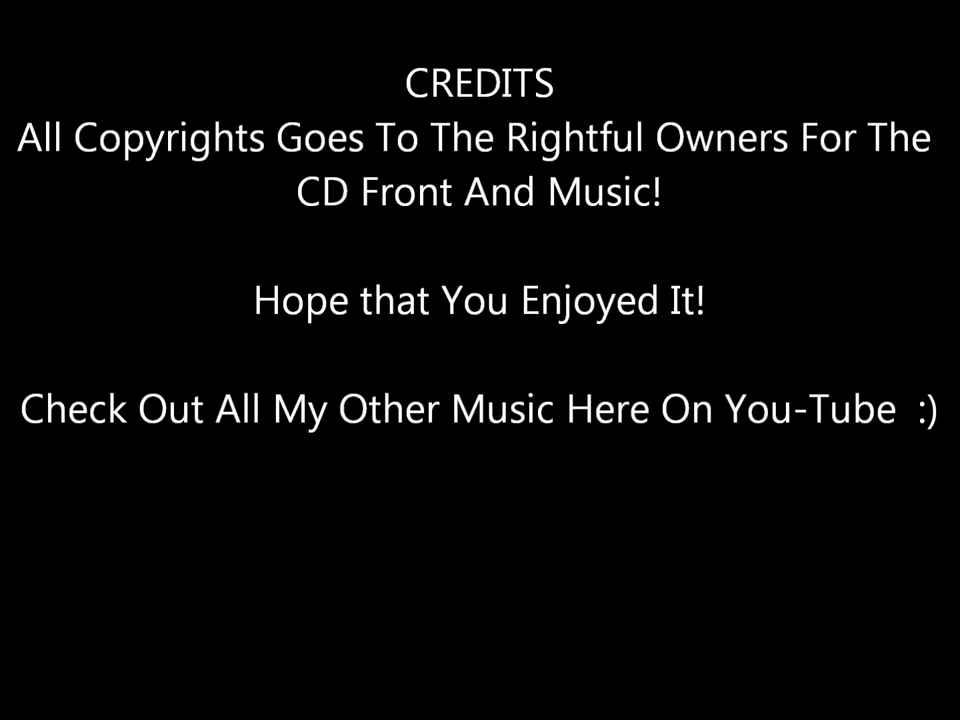 CREDITS
All Copyrights Goes To The Rightful Owners For The
CD Front And Music!
Hope that You Enjoyed It!
Check Out All My Other Music Here On You-Tube  :)